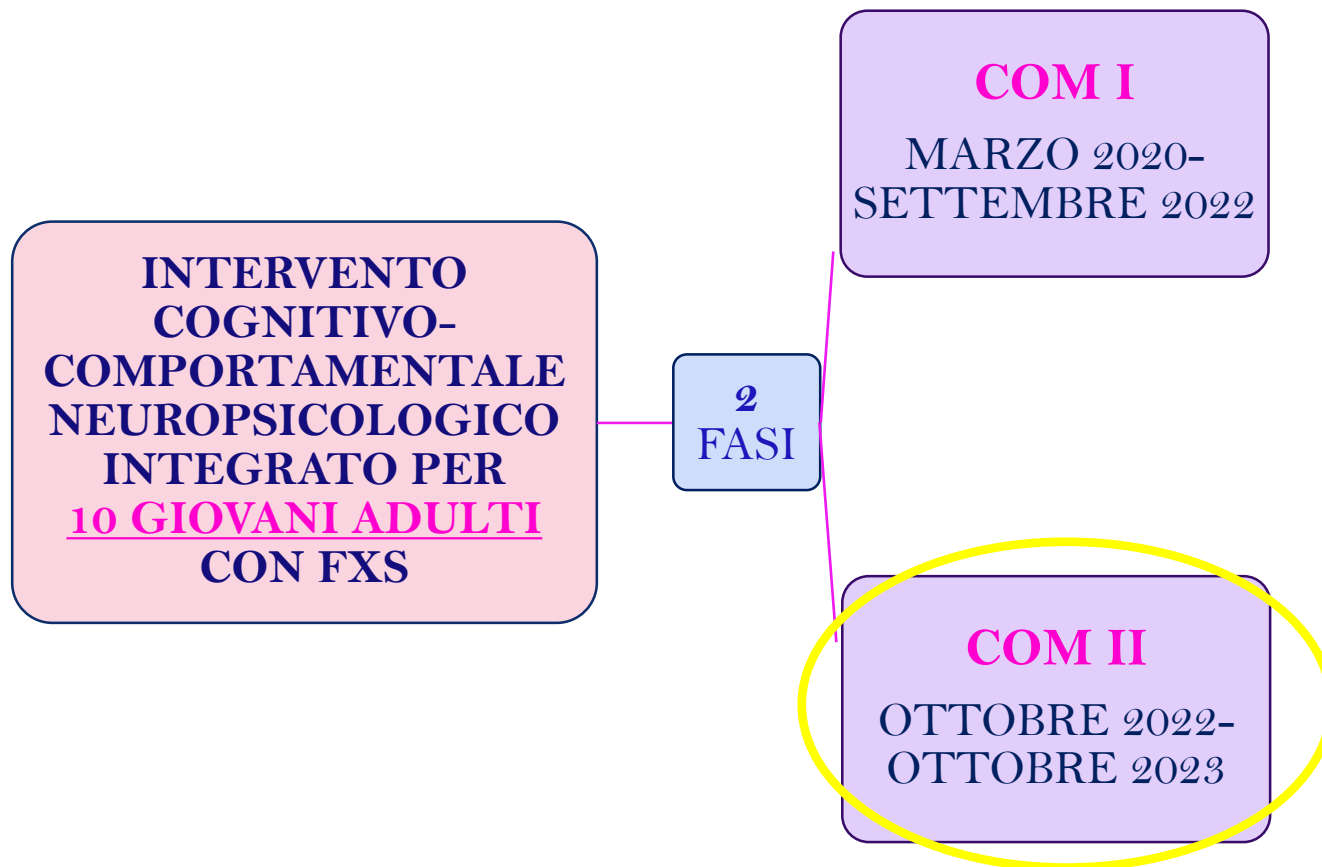 INTERVENTO
COGNITIVO-
COMPORTAMENTALE
NEUROPSICOLOGICO
INTEGRATO PER
10 GIOVANI ADULTI
CON FXS
2
FASI
COM I
MARZO 2020-
SETTEMBRE 2022
COM II
OTTOBRE 2022-
OTTOBRE 2023